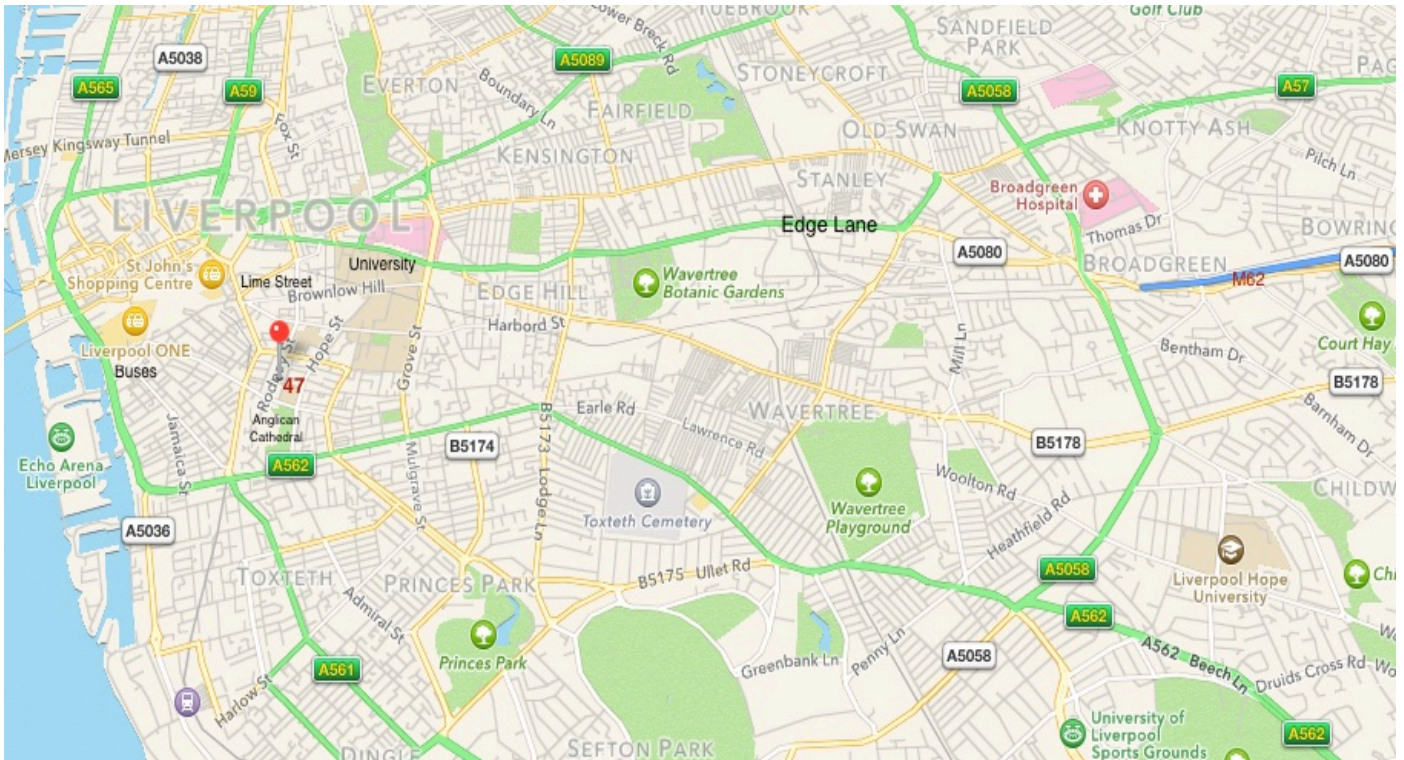 Lower Breck Rd
TUEBROOK
Golf Club
SANDFIELD
PARK
A5038
A5089
STONEYCROFT
A565
A59
EVERTON
Boundary Ln
FAIRFIELD
A5058
A57
Fox St
OLD SWAN
KNOTTY ASH
Mersey Kingsway Tunnel
KENSINGTON
Pilch Ln
STANLEY
Broadgreen
Hospital
LIVERPOOL
Edge Lane
Thomas Dr
A5080
BROADGREEN
A5080
M62
St John's
Shopping Centre
Lime Street
University
Brownlow Hill
EDGE HILL
Wavertree
Botanic Gardens
Harbord St
Liverpool ONE
Buses
Hope St
Grove St
Mill Ln
Bentham Dr
Court Hay
47
B5178
Anglican
Cathedral
Jamaica St
Earle Rd
WAVERTREE
Lawrence Rd
Barnham Dr
B5173 Lodge Ln
B5174
B5178
Echo Arena
Liverpool
A562
Mulgrave St
Woolton Rd
Toxteth Cemetery
Wavertree
Playground
A5036
Heathfield Rd
TOXTETH
PRINCES PARK
B5175 Ullet Rd
A5058
Liverpool Hope
University
Admiral St
A562
Princes Park
Penny Ln
A5058
A562 Beech Ln
Greenbank Ln
Druids Cross Rd
A561
Harlow St
University of
Liverpool
Sports Grounds
A562
DINGLE
SEFTON PARK